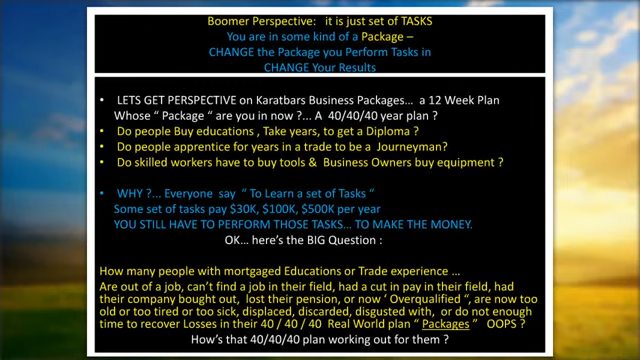 Boomer Perspective: it is just set of TASKS
You are in some kind of a Package –
CHANGE the Package you Perform Tasks in
CHANGE Your Results
• LETS GET PERSPECTIVE on Karatbars Business Packages... a 12 Week Plan
Whose “ Package “ are you in now ?... A 40/40/40 year plan ?
• Do people Buy educations , Take years, to get a Diploma ?
• Do people apprentice for years in a trade to be a Journeyman?
• Do skilled workers have to buy tools & Business Owners buy equipment ?
• WHY ?... Everyone say “ To Learn a set of Tasks “
Some set of tasks pay $30K, $100K, $500K per year
YOU STILL HAVE TO PERFORM THOSE TASKS... TO MAKE THE MONEY.
OK... here’s the BIG Question :
How many people with mortgaged Educations or Trade experience ...
Are out of a job, can’t find a job in their field, had a cut in pay in their field, had
their company bought out, lost their pension, or now ‘ Overqualified “, are now too
old or too tired or too sick, displaced, discarded, disgusted with, or do not enough
time to recover Losses in their 40 / 40 / 40 Real World plan “ Packages ” OOPS ?
How’s that 40/40/40 plan working out for them ?